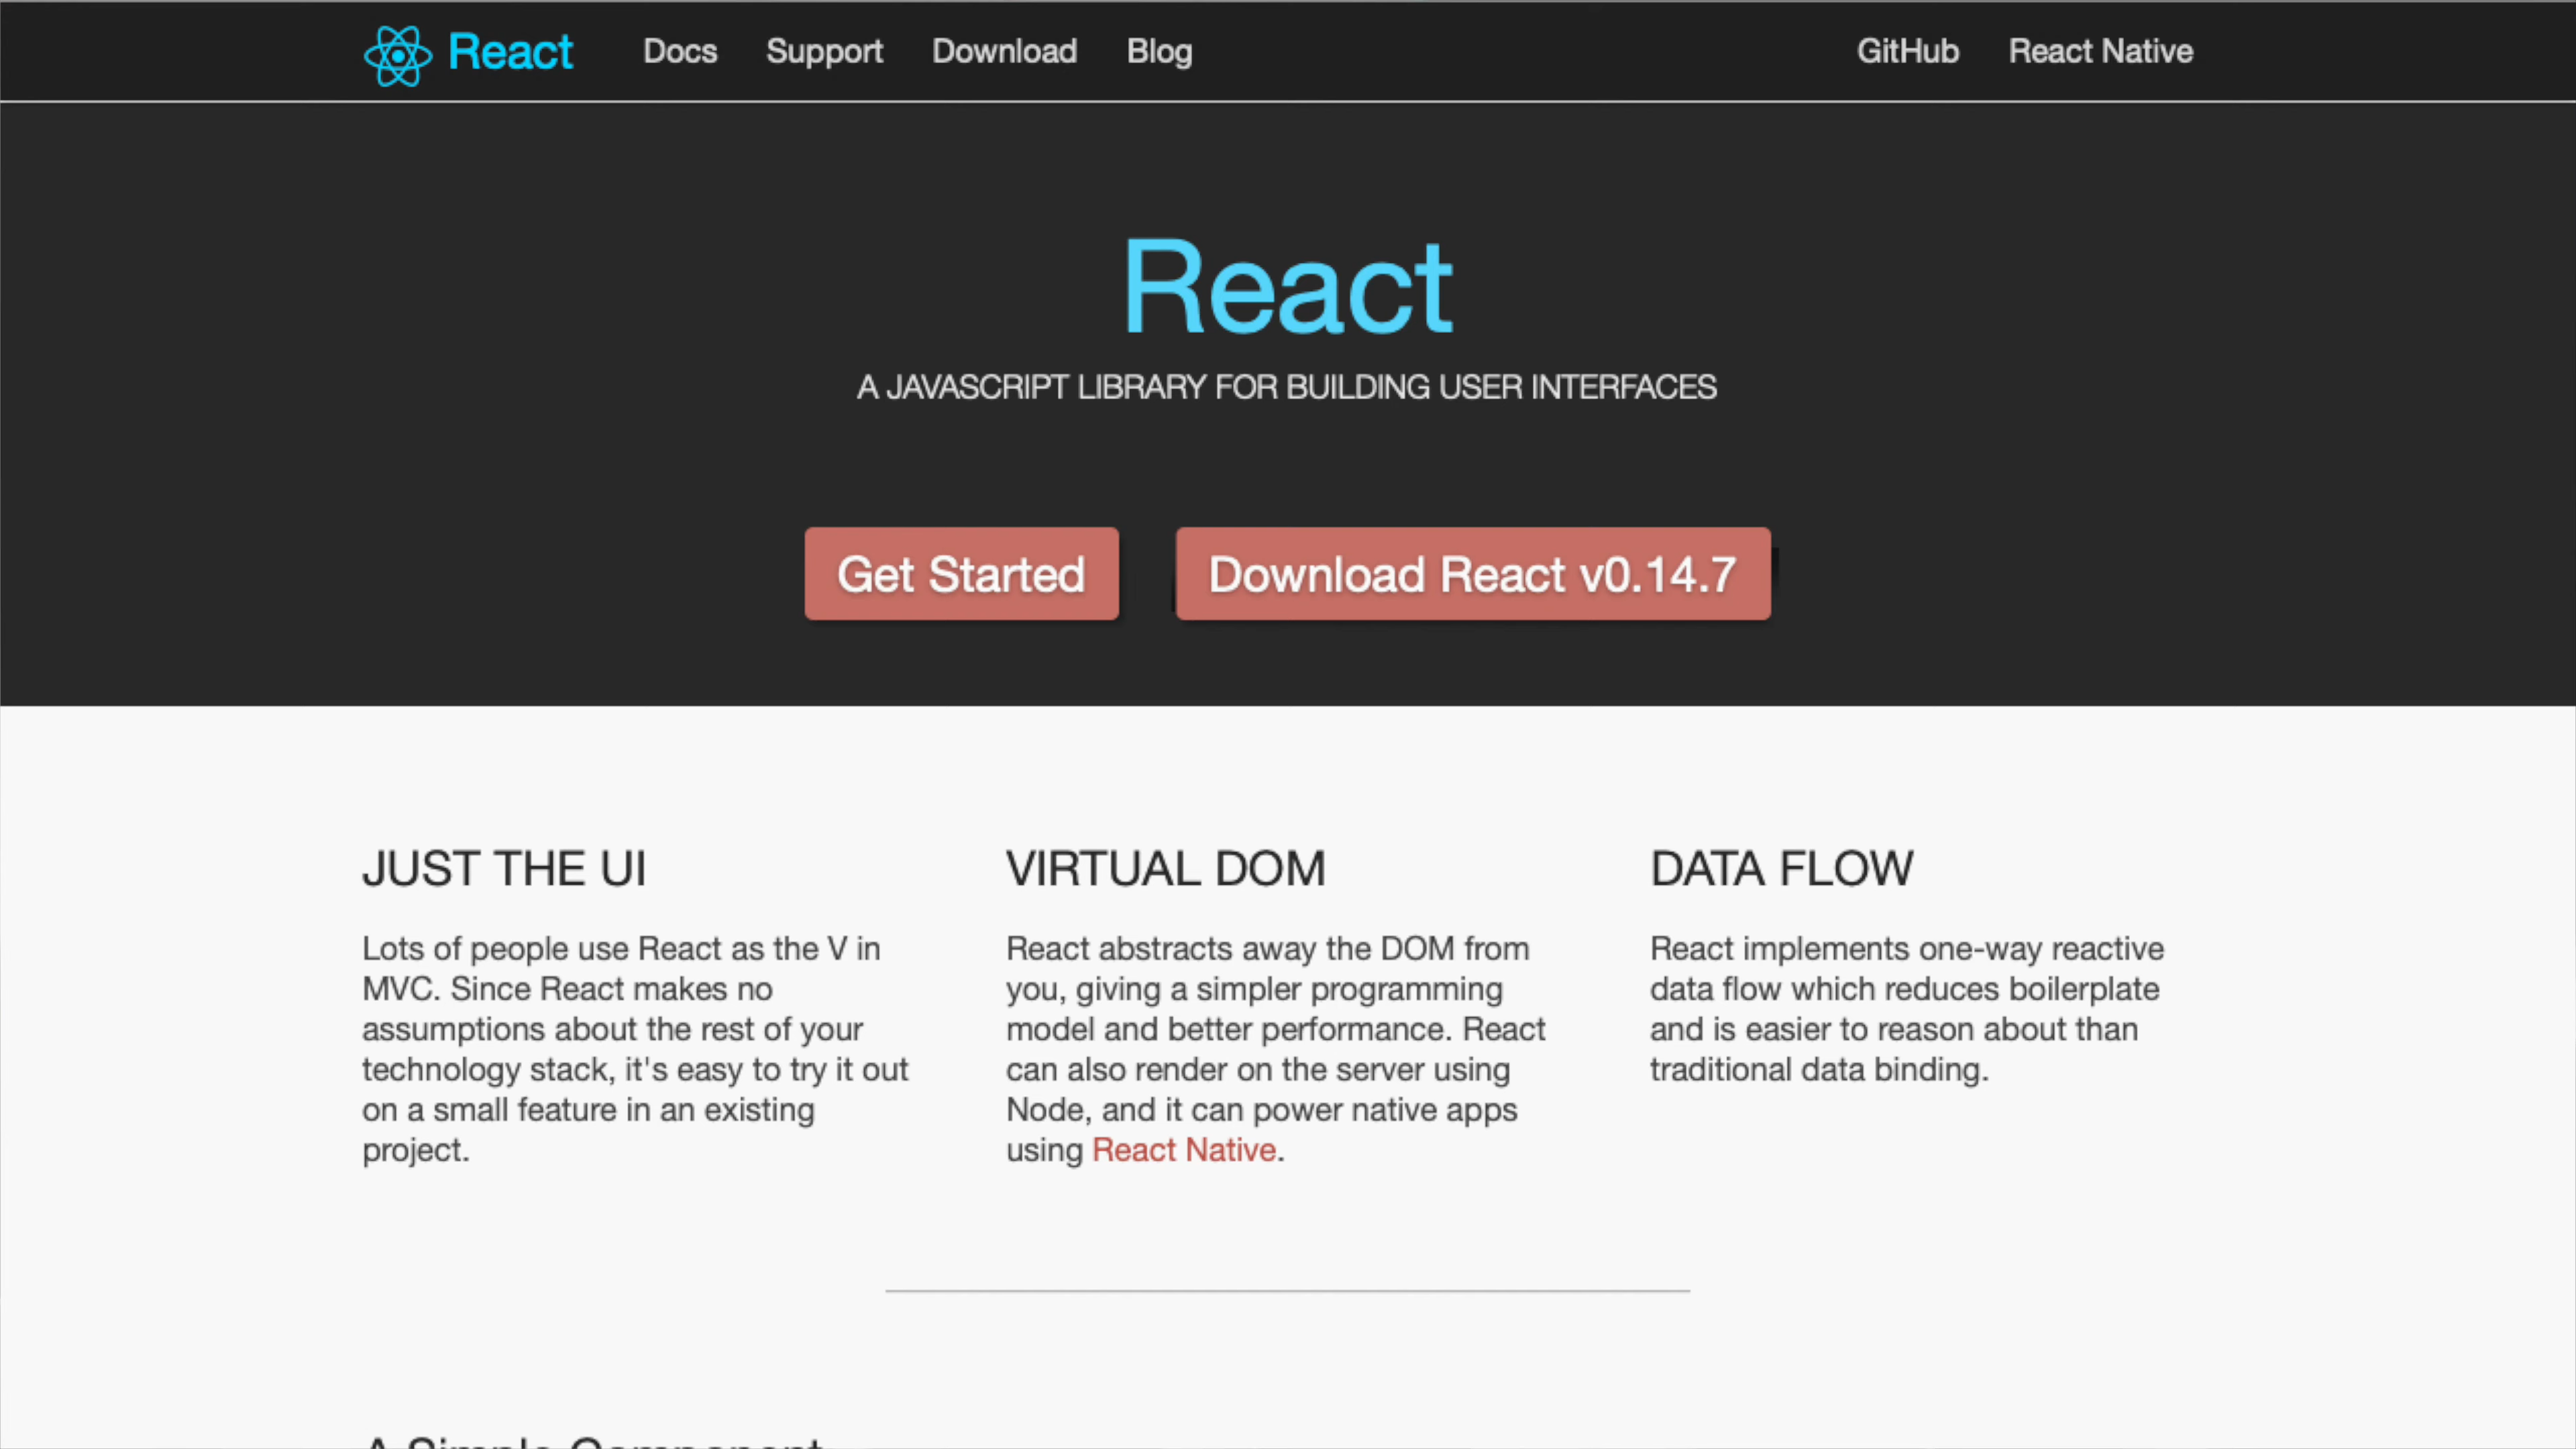 React Docs Support Download Blog GitHub React Native
React
A JAVASCRIPT LIBRARY FOR BUILDING USER INTERFACES
Get Started Download React v0.14.7
JUST THE UI
Lots of people use React as the V in
MVC. Since React makes no
assumptions about the rest of your
technology stack, it's easy to try it out
on a small feature in an existing
project.
VIRTUAL DOM
React abstracts away the DOM from
you, giving a simpler programming
model and better performance. React
can also render on the server using
Node, and it can power native apps
using React Native.
DATA FLOW
React implements one-way reactive
data flow which reduces boilerplate
and is easier to reason about than
traditional data binding.
A Simple Component